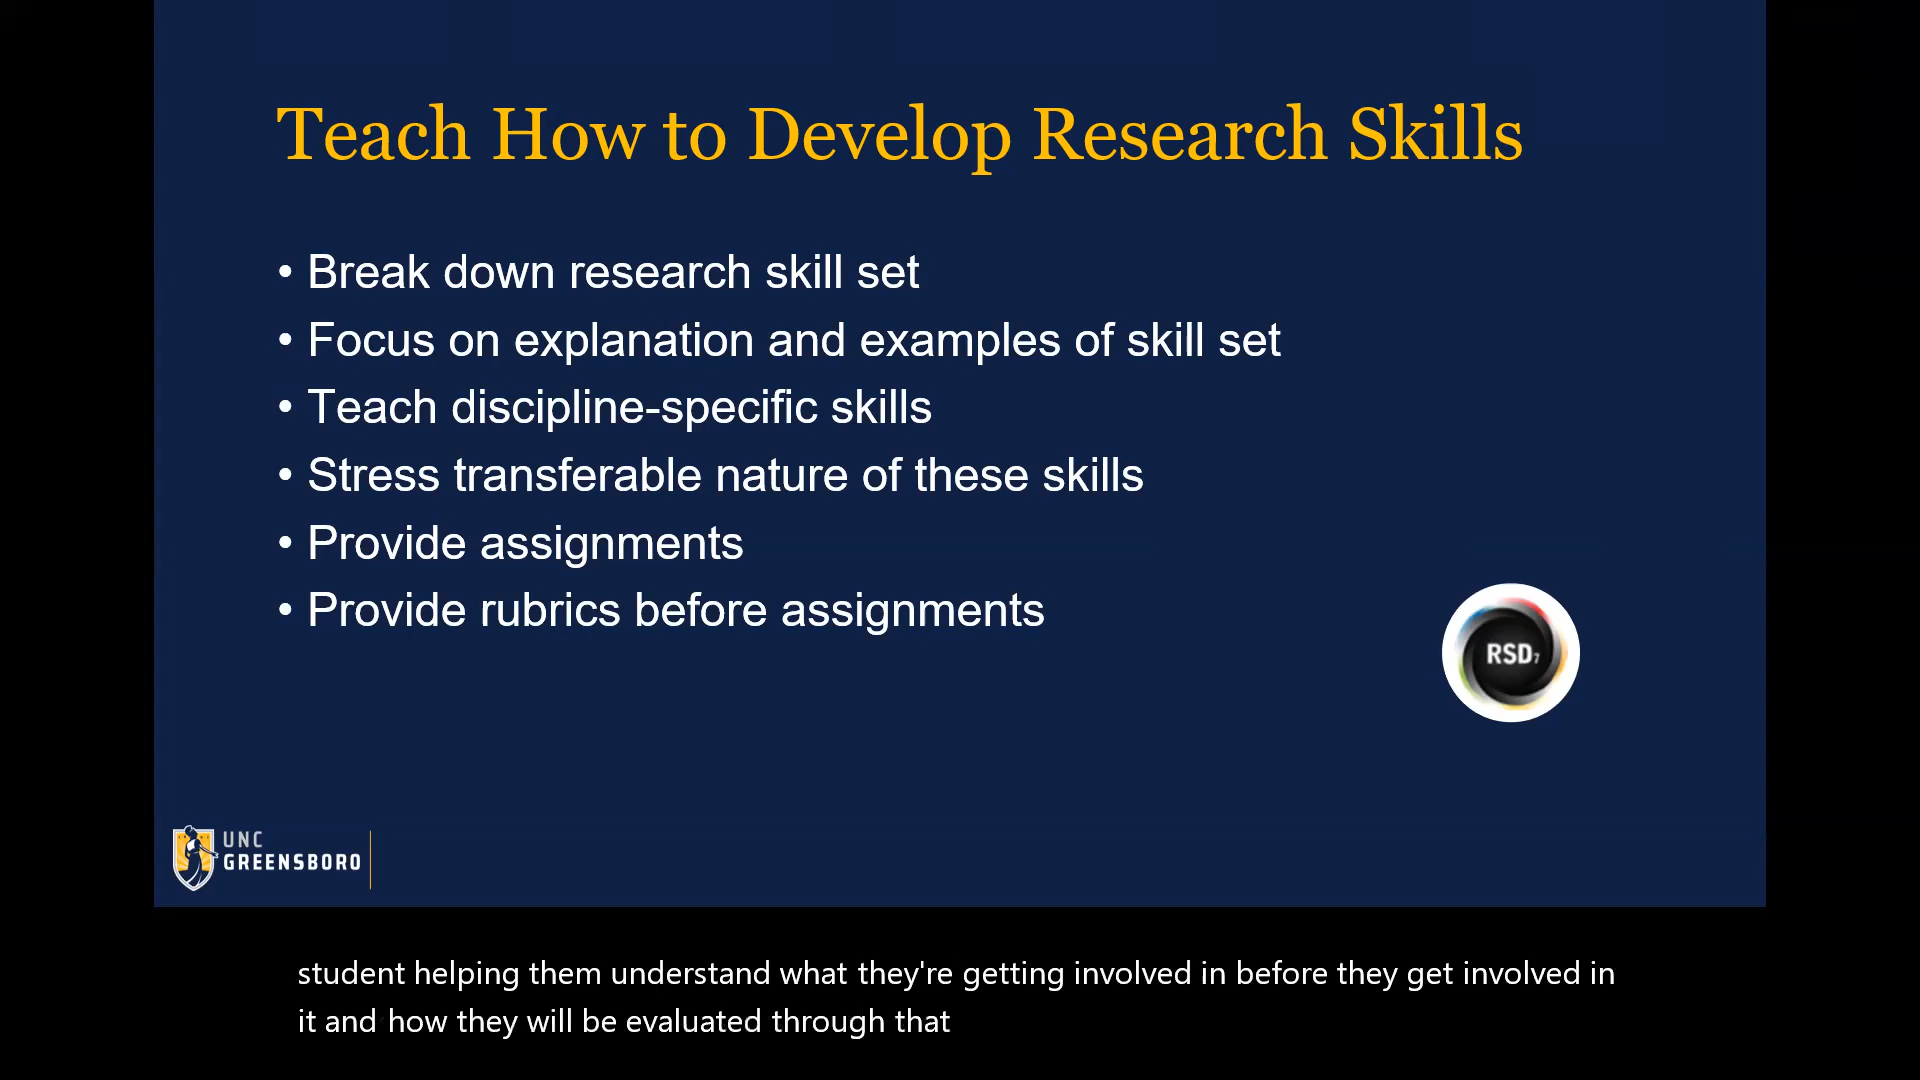 Teach How to Develop Research Skills
• Break down research skill set
• Focus on explanation and examples of skill set
• Teach discipline-specific skills
• Stress transferable nature of these skills
• Provide assignments
• Provide rubrics before assignments
RSD7
UNC
GREENSBORO
student helping them understand what they're getting involved in before they get involved in
it and how they will be evaluated through that